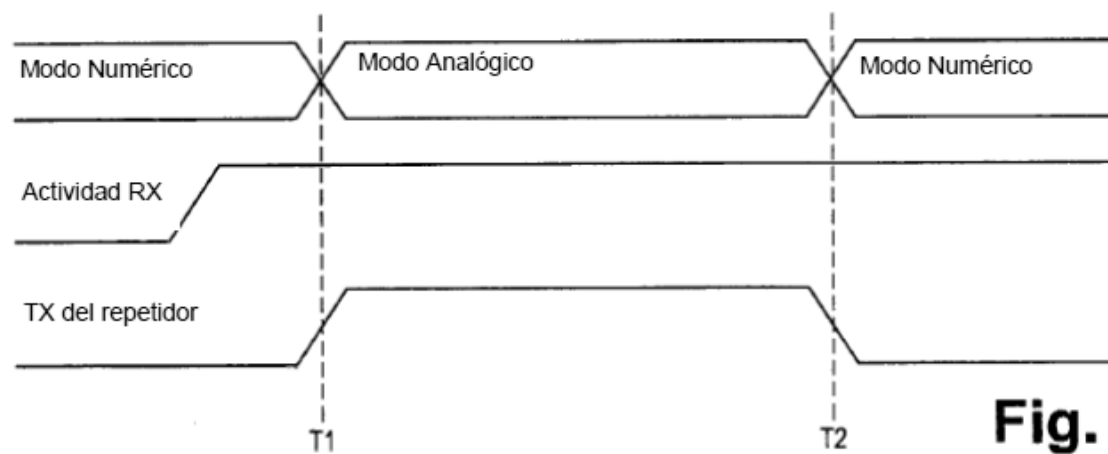 Modo Numérico
Modo Analógico
Modo Numérico
Actividad RX
TX del repetidor
T1
T2
Fig.